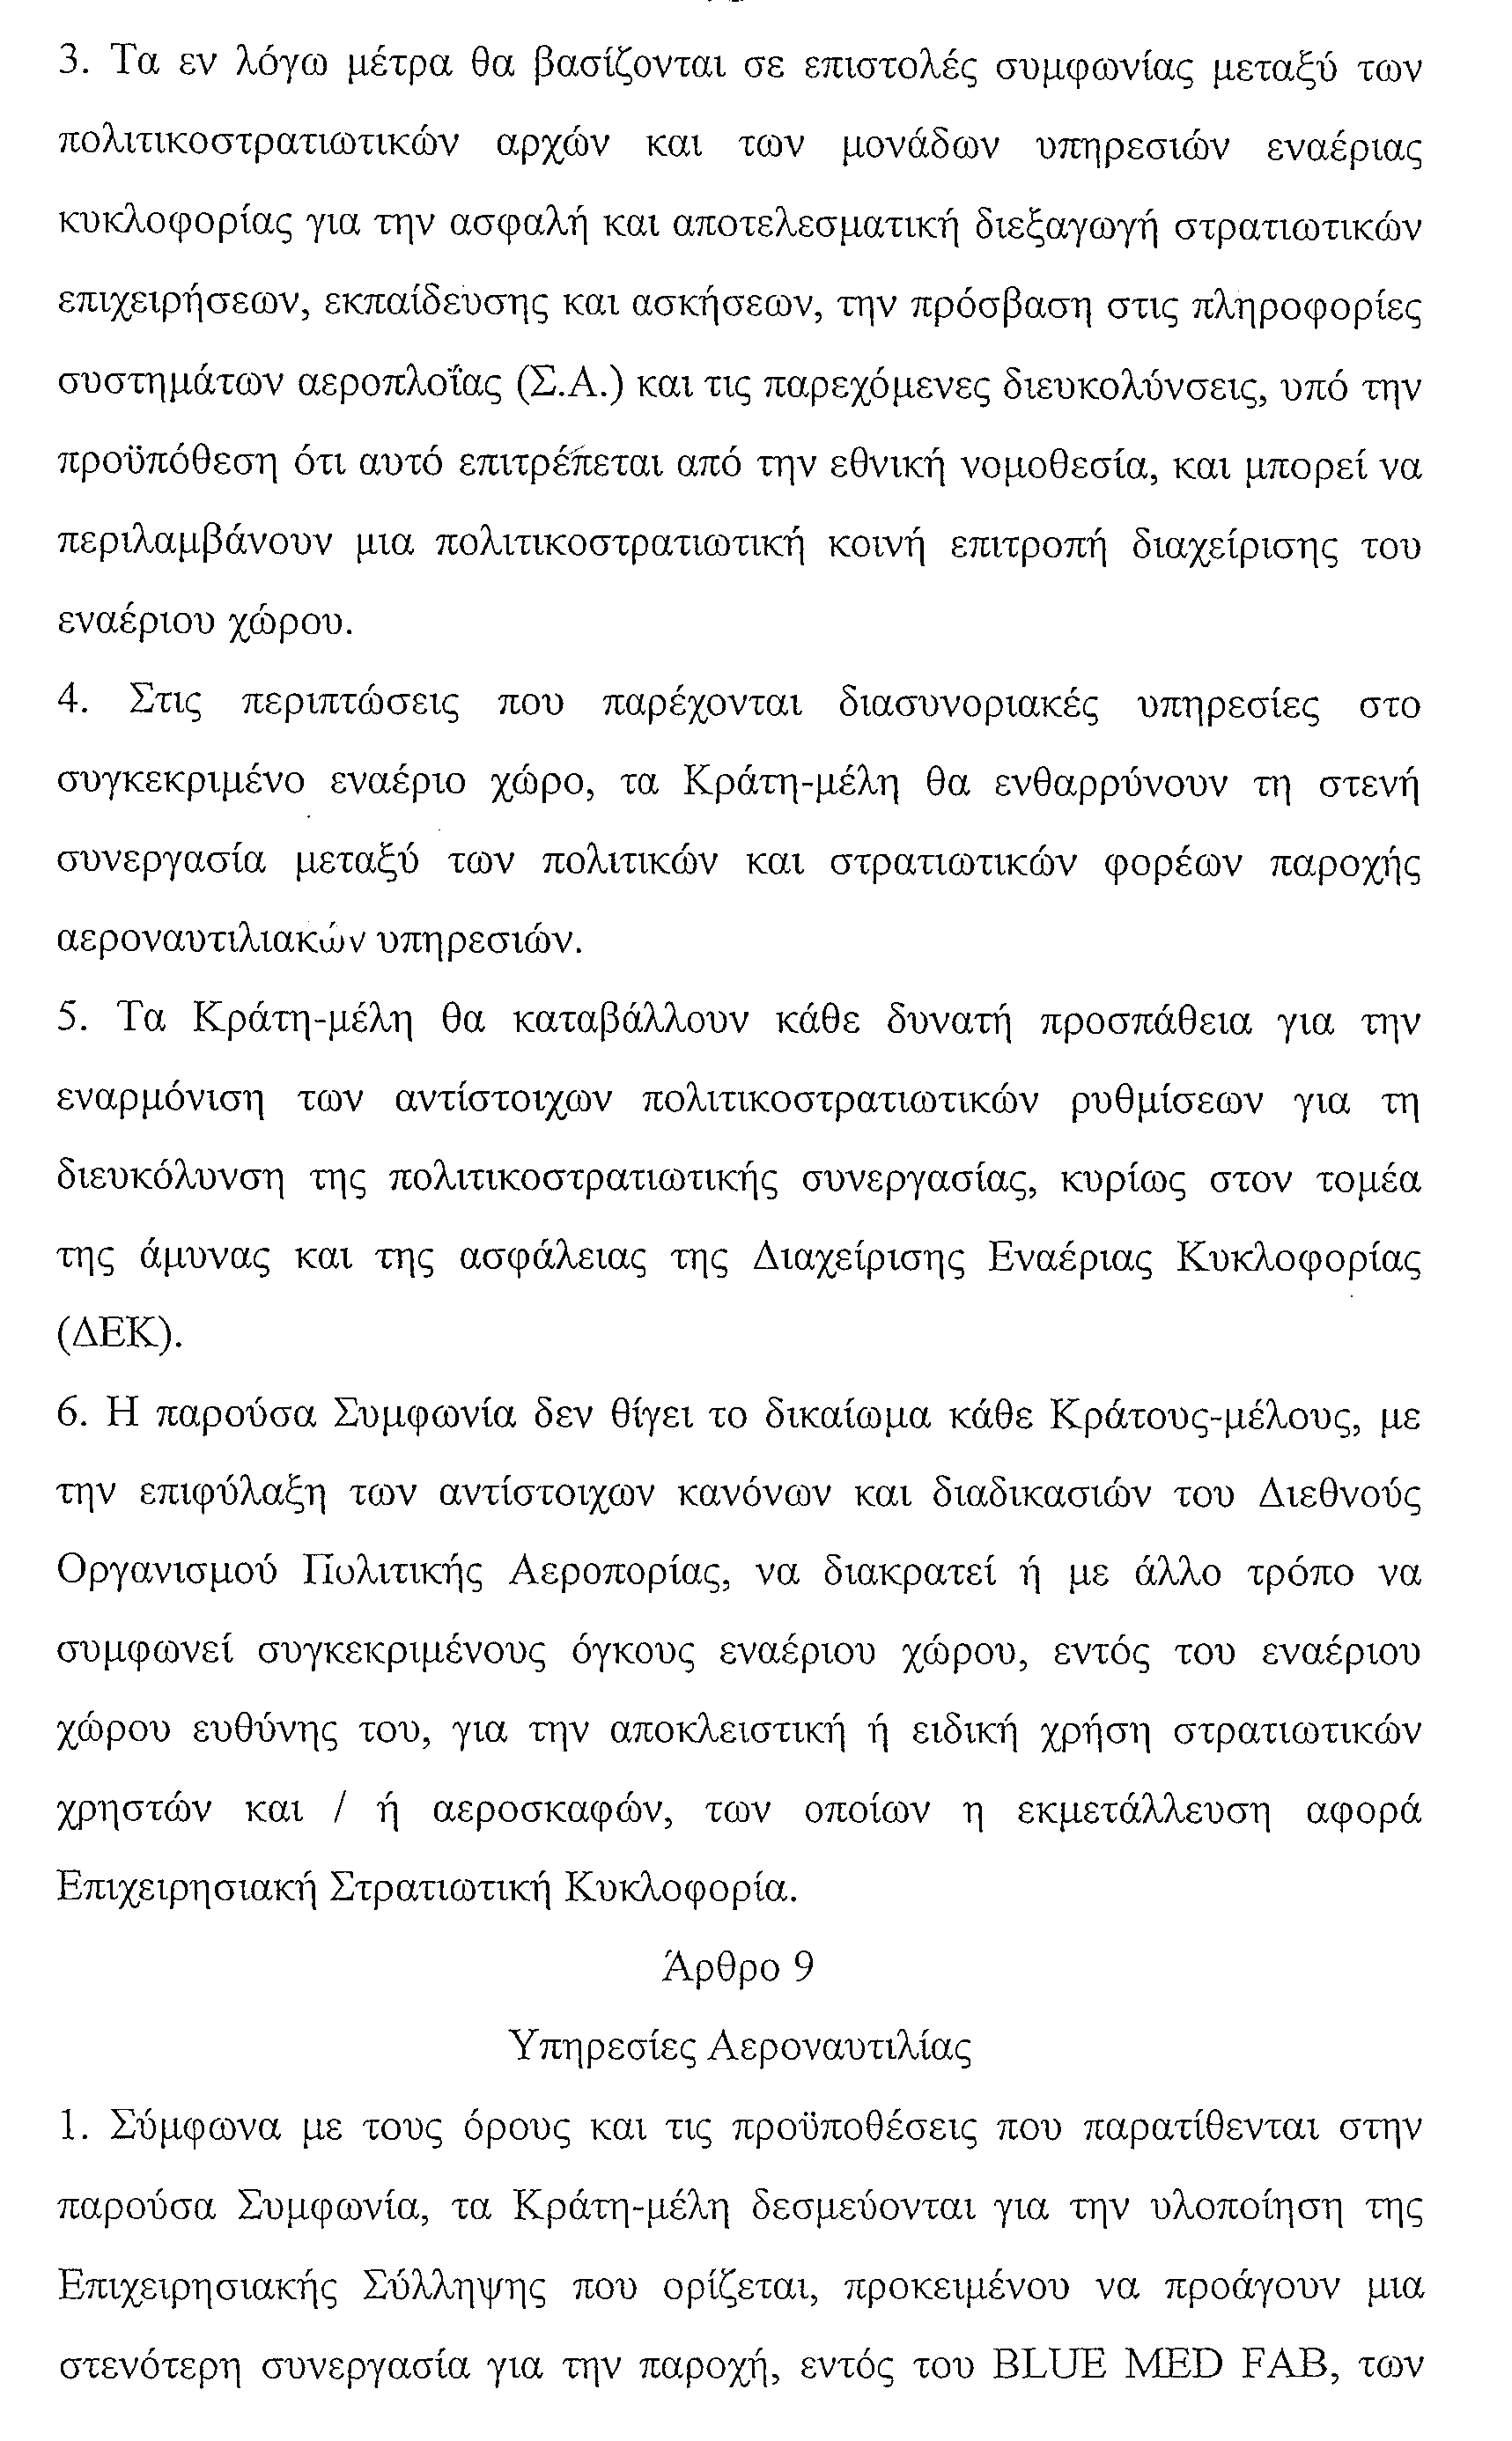 3. Τα εν λόγω μέτρα θα βασίζονται σε επιστολές συμφωνίας μεταξύ των
πολιτικοστρατιωτικών αρχών και των μονάδων υπηρεσιών εναέριας
κυκλοφορίας για την ασφαλή και αποτελεσματική διεξαγωγή στρατιωτικών
επιχειρήσεων, εκπαίδευσης και ασκήσεων, την πρόσβαση στις πληροφορίες
συστημάτων αεροπλοΐας (Σ.Α.) και τις παρεχόμενες διευκολύνσεις, υπό την
προϋπόθεση ότι αυτό επιτρέπεται από την εθνική νομοθεσία, και μπορεί να
περιλαμβάνουν μια πολιτικοστρατιωτική κοινή επιτροπή διαχείρισης του
εναέριου χώρου.
4. Στις περιπτώσεις που παρέχονται διασυνοριακές υπηρεσίες στο
συγκεκριμένο εναέριο χώρο, τα Κράτη-μέλη θα ενθαρρύνουν τη στενή
συνεργασία μεταξύ των πολιτικών και στρατιωτικών φορέων παροχής
αεροναυτιλιακών υπηρεσιών.
5. Τα Κράτη-μέλη θα καταβάλλουν κάθε δυνατή προσπάθεια για την
εναρμόνιση των αντίστοιχων πολιτικοστρατιωτικών ρυθμίσεων για τη
διευκόλυνση της πολιτικοστρατιωτικής συνεργασίας, κυρίως στον τομέα
της άμυνας και της ασφάλειας της Διαχείρισης Εναέριας Κυκλοφορίας
(ΔΕΚ).
6. Η παρούσα Συμφωνία δεν θίγει το δικαίωμα κάθε Κράτους-μέλους, με
την επιφύλαξη των αντίστοιχων κανόνων και διαδικασιών του Διεθνούς
Οργανισμού Πολιτικής Αεροπορίας, να διακρατεί ή με άλλο τρόπο να
συμφωνεί συγκεκριμένους όγκους εναέριου χώρου, εντός του εναέριου
χώρου ευθύνης του, για την αποκλειστική ή ειδική χρήση στρατιωτικών
χρηστών και / ή αεροσκαφών, των οποίων η εκμετάλλευση αφορά
Επιχειρησιακή Στρατιωτική Κυκλοφορία.
Άρθρο 9
Υπηρεσίες Αεροναυτιλίας
1. Σύμφωνα με τους όρους και τις προϋποθέσεις που παρατίθενται στην
παρούσα Συμφωνία, τα Κράτη-μέλη δεσμεύονται για την υλοποίηση της
Επιχειρησιακής Σύλληψης που ορίζεται, προκειμένου να προάγουν μια
στενότερη συνεργασία για την παροχή, εντός του BLUE MED FAB, των